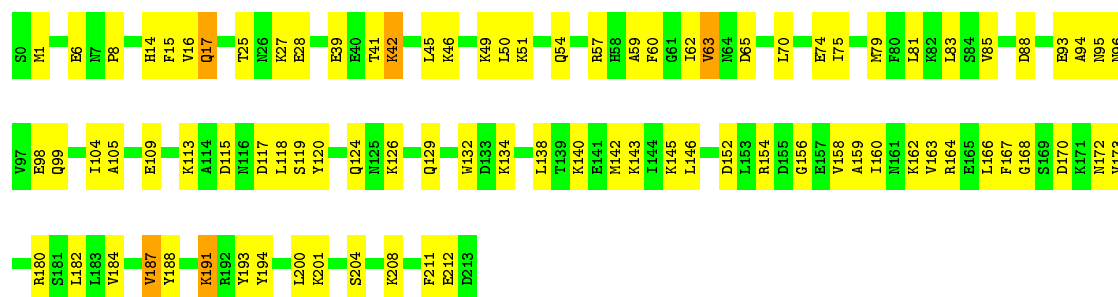 S0 M1 E6 N7 P8 H14 F15 V16 Q17 T25 N26 K27 E28 E39 E40 T41 K42 L45 K46 K49 L50 K51 Q54 R57 H58 A59 F60 G61 I62 V63 N64 D65 L70 E74 I75 M79 F80 L81 K82 L83 S84 V85 D88 E93 A94 N95 N96
V97 E98 Q99 I104 A105 E109 K113 A114 D115 N116 D117 L118 S119 Y120 Q124 N125 K126 Q129 W132 D133 K134 L138 T139 K140 E141 M142 K143 I144 K145 L146 D152 L153 R154 D155 G156 E157 V158 A159 I160 N161 K162 V163 R164 E165 L166 F167 G168 S169 D170 K171 N172 V173
R180 S181 L182 L183 V184 V187 Y188 K191 R192 Y193 Y194 L200 K201 S204 K208 F211 E212 D213